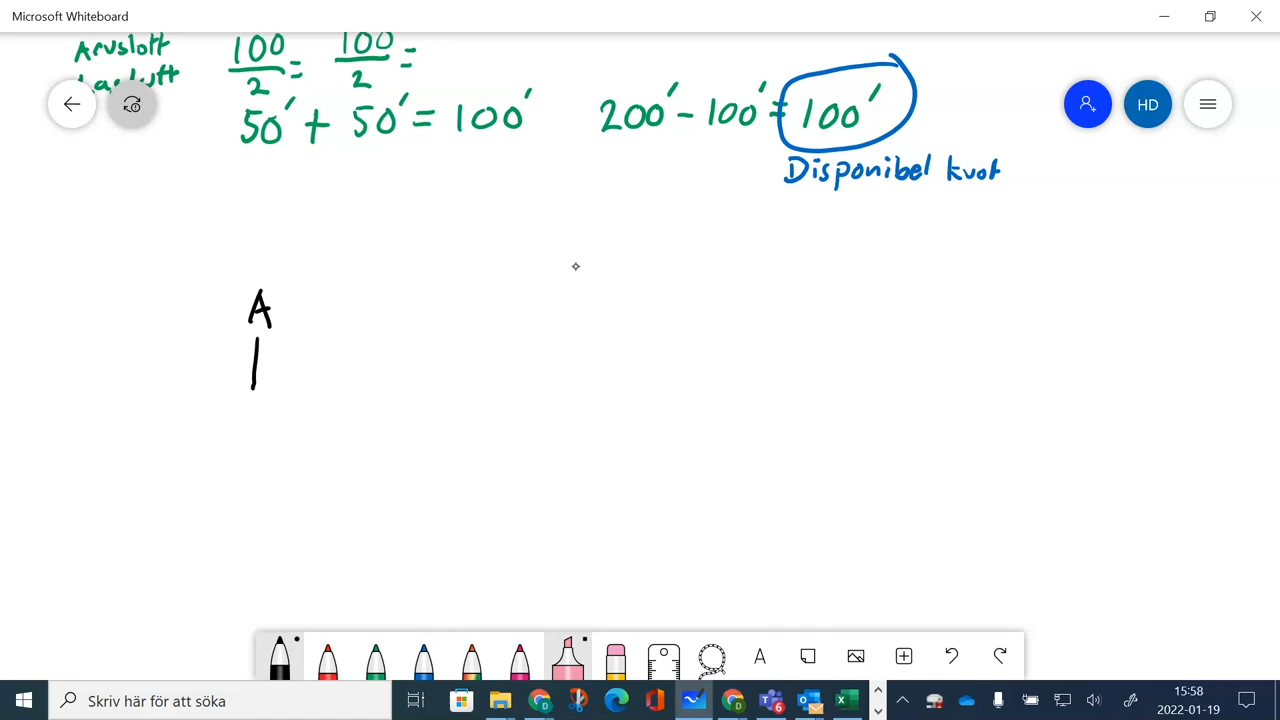 Microsoft Whiteboard
Arvslott 100/2 = 100/2 =
50' + 50' = 100' 200' - 100' = 100'
HD
Disponibel kvot
A
A
Skriv här för att söka
15:58
2022-01-19